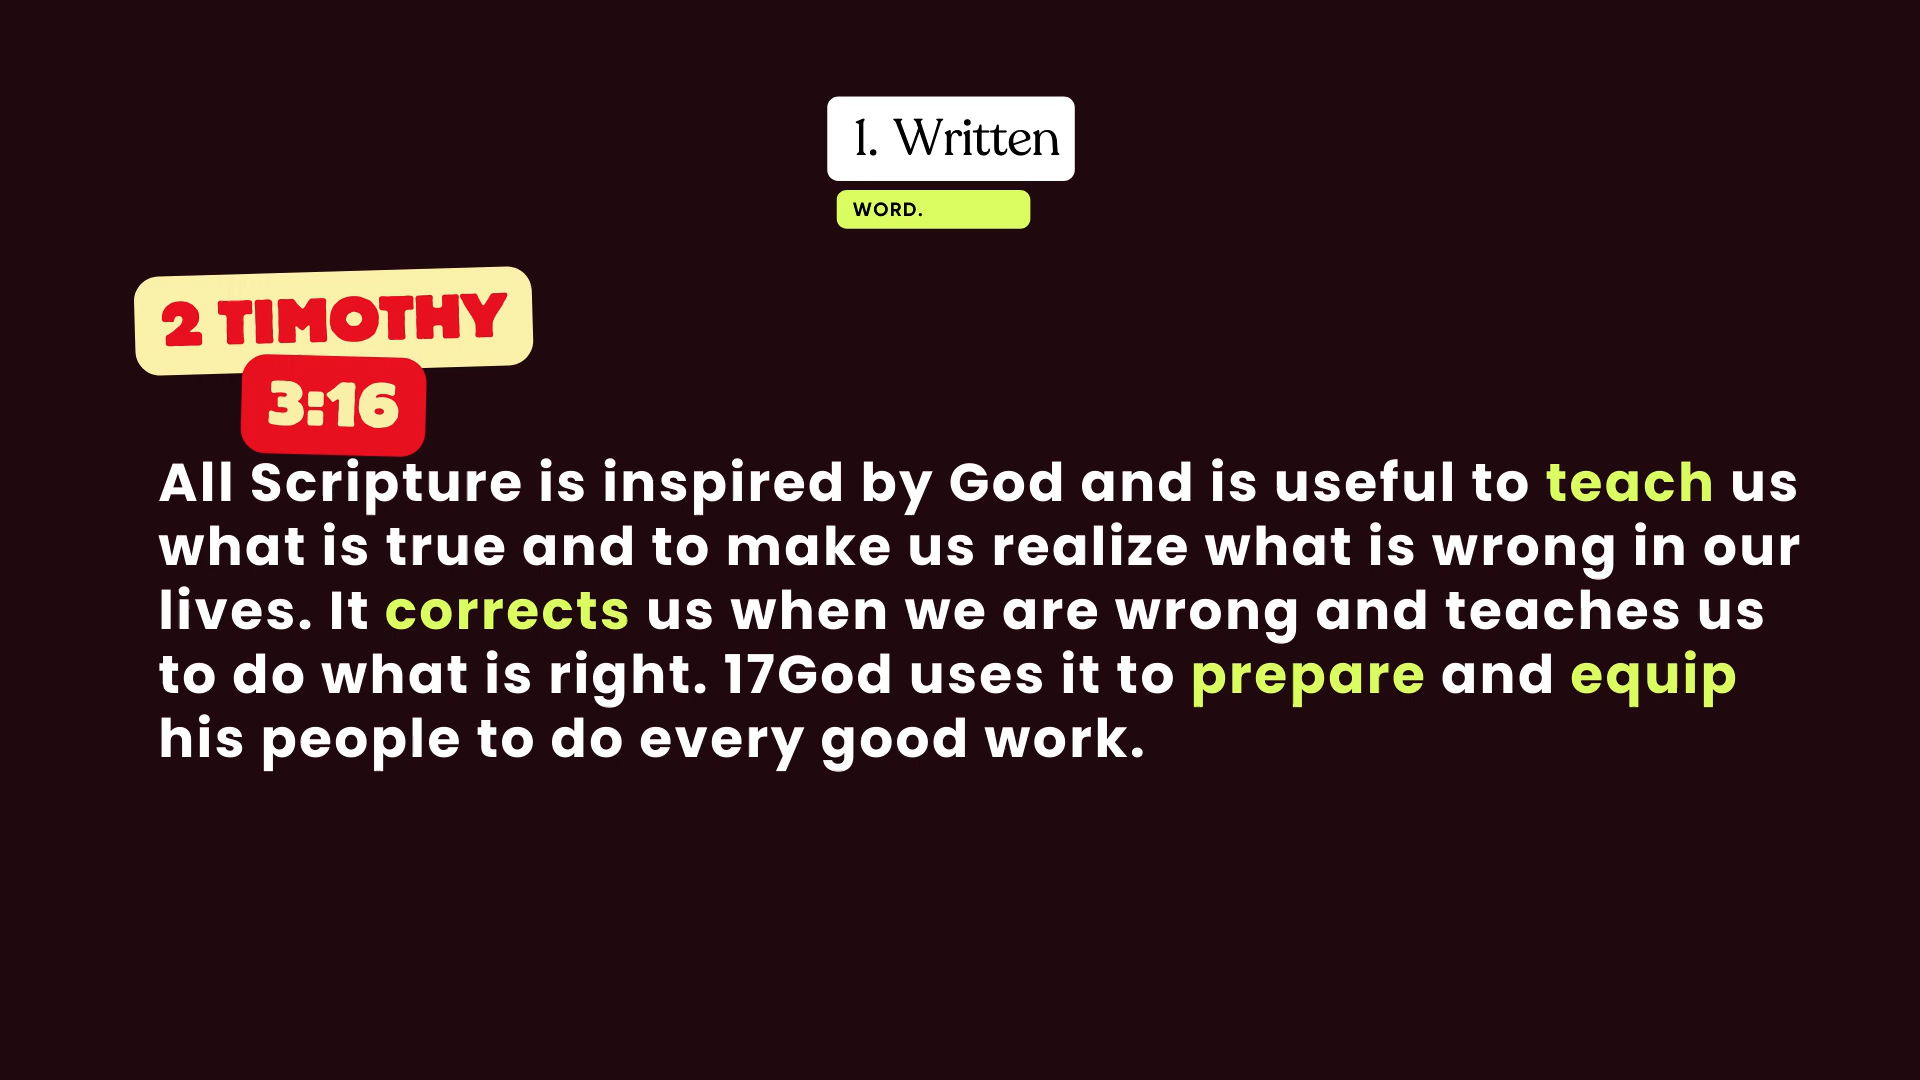 1. Written
WORD.
2 TIMOTHY
3:16
All Scripture is inspired by God and is useful to teach us
what is true and to make us realize what is wrong in our
lives. It corrects us when we are wrong and teaches us
to do what is right. 17God uses it to prepare and equip
his people to do every good work.